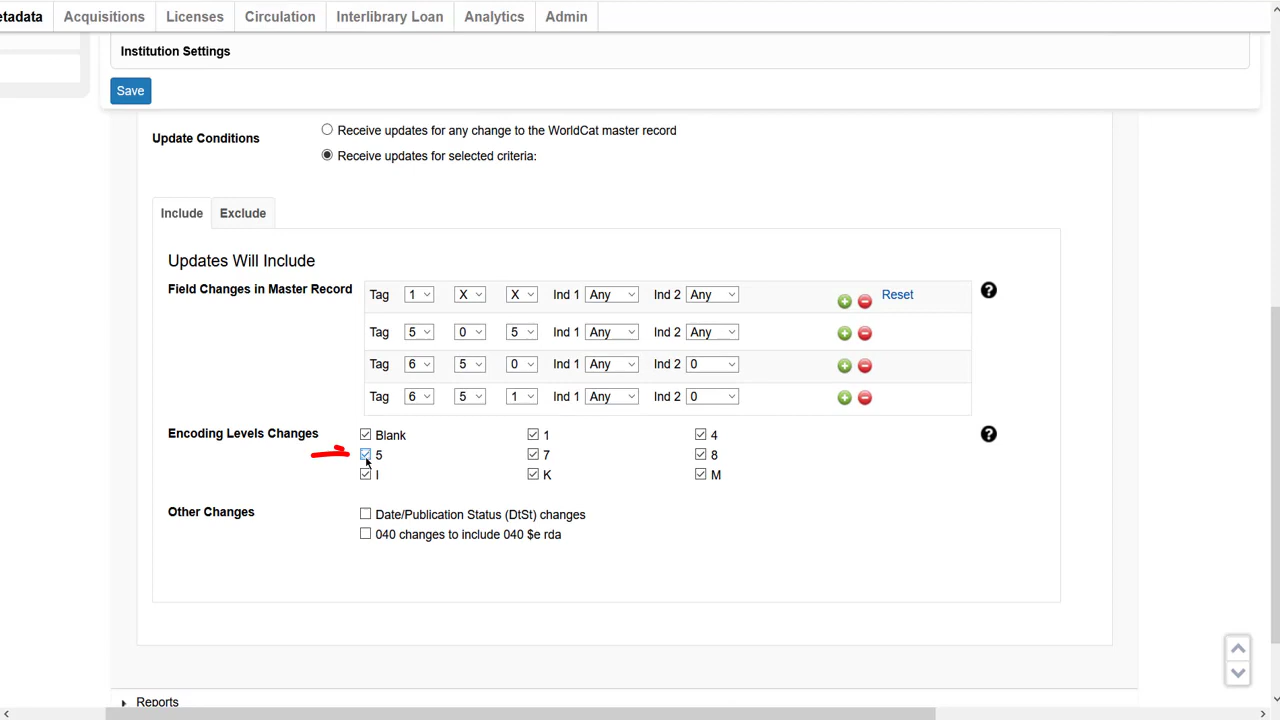 etadata Acquisitions Licenses Circulation Interlibrary Loan Analytics Admin
Institution Settings
Save
Update Conditions
Receive updates for any change to the WorldCat master record
Receive updates for selected criteria:
Include Exclude
Updates Will Include
Field Changes in Master Record
Tag 1 X X Ind 1 Any Ind 2 Any Reset ?
Tag 5 0 5 Ind 1 Any Ind 2 Any
Tag 6 5 0 Ind 1 Any Ind 2 0
Tag 6 5 1 Ind 1 Any Ind 2 0
Encoding Levels Changes Blank 1 4 ?
5 7 8
I K M
Other Changes Date/Publication Status (DtSt) changes
040 changes to include 040 $e rda
Reports